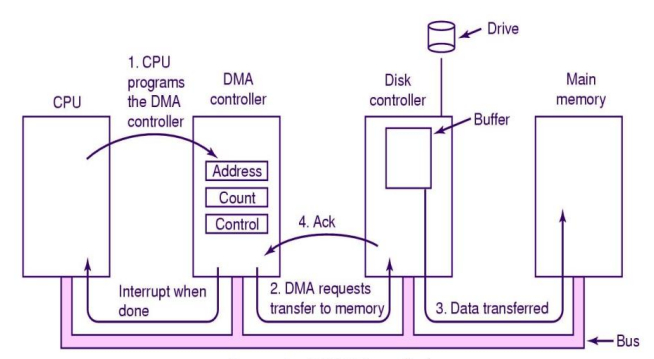 Drive
1. CPU
programs
the DMA
controller
CPU
DMA
controller
Disk
controller
Main
memory
Buffer
Address
Count
Control
4. Ack
Interrupt when
done
2. DMA requests
transfer to memory
3. Data transferred
Bus